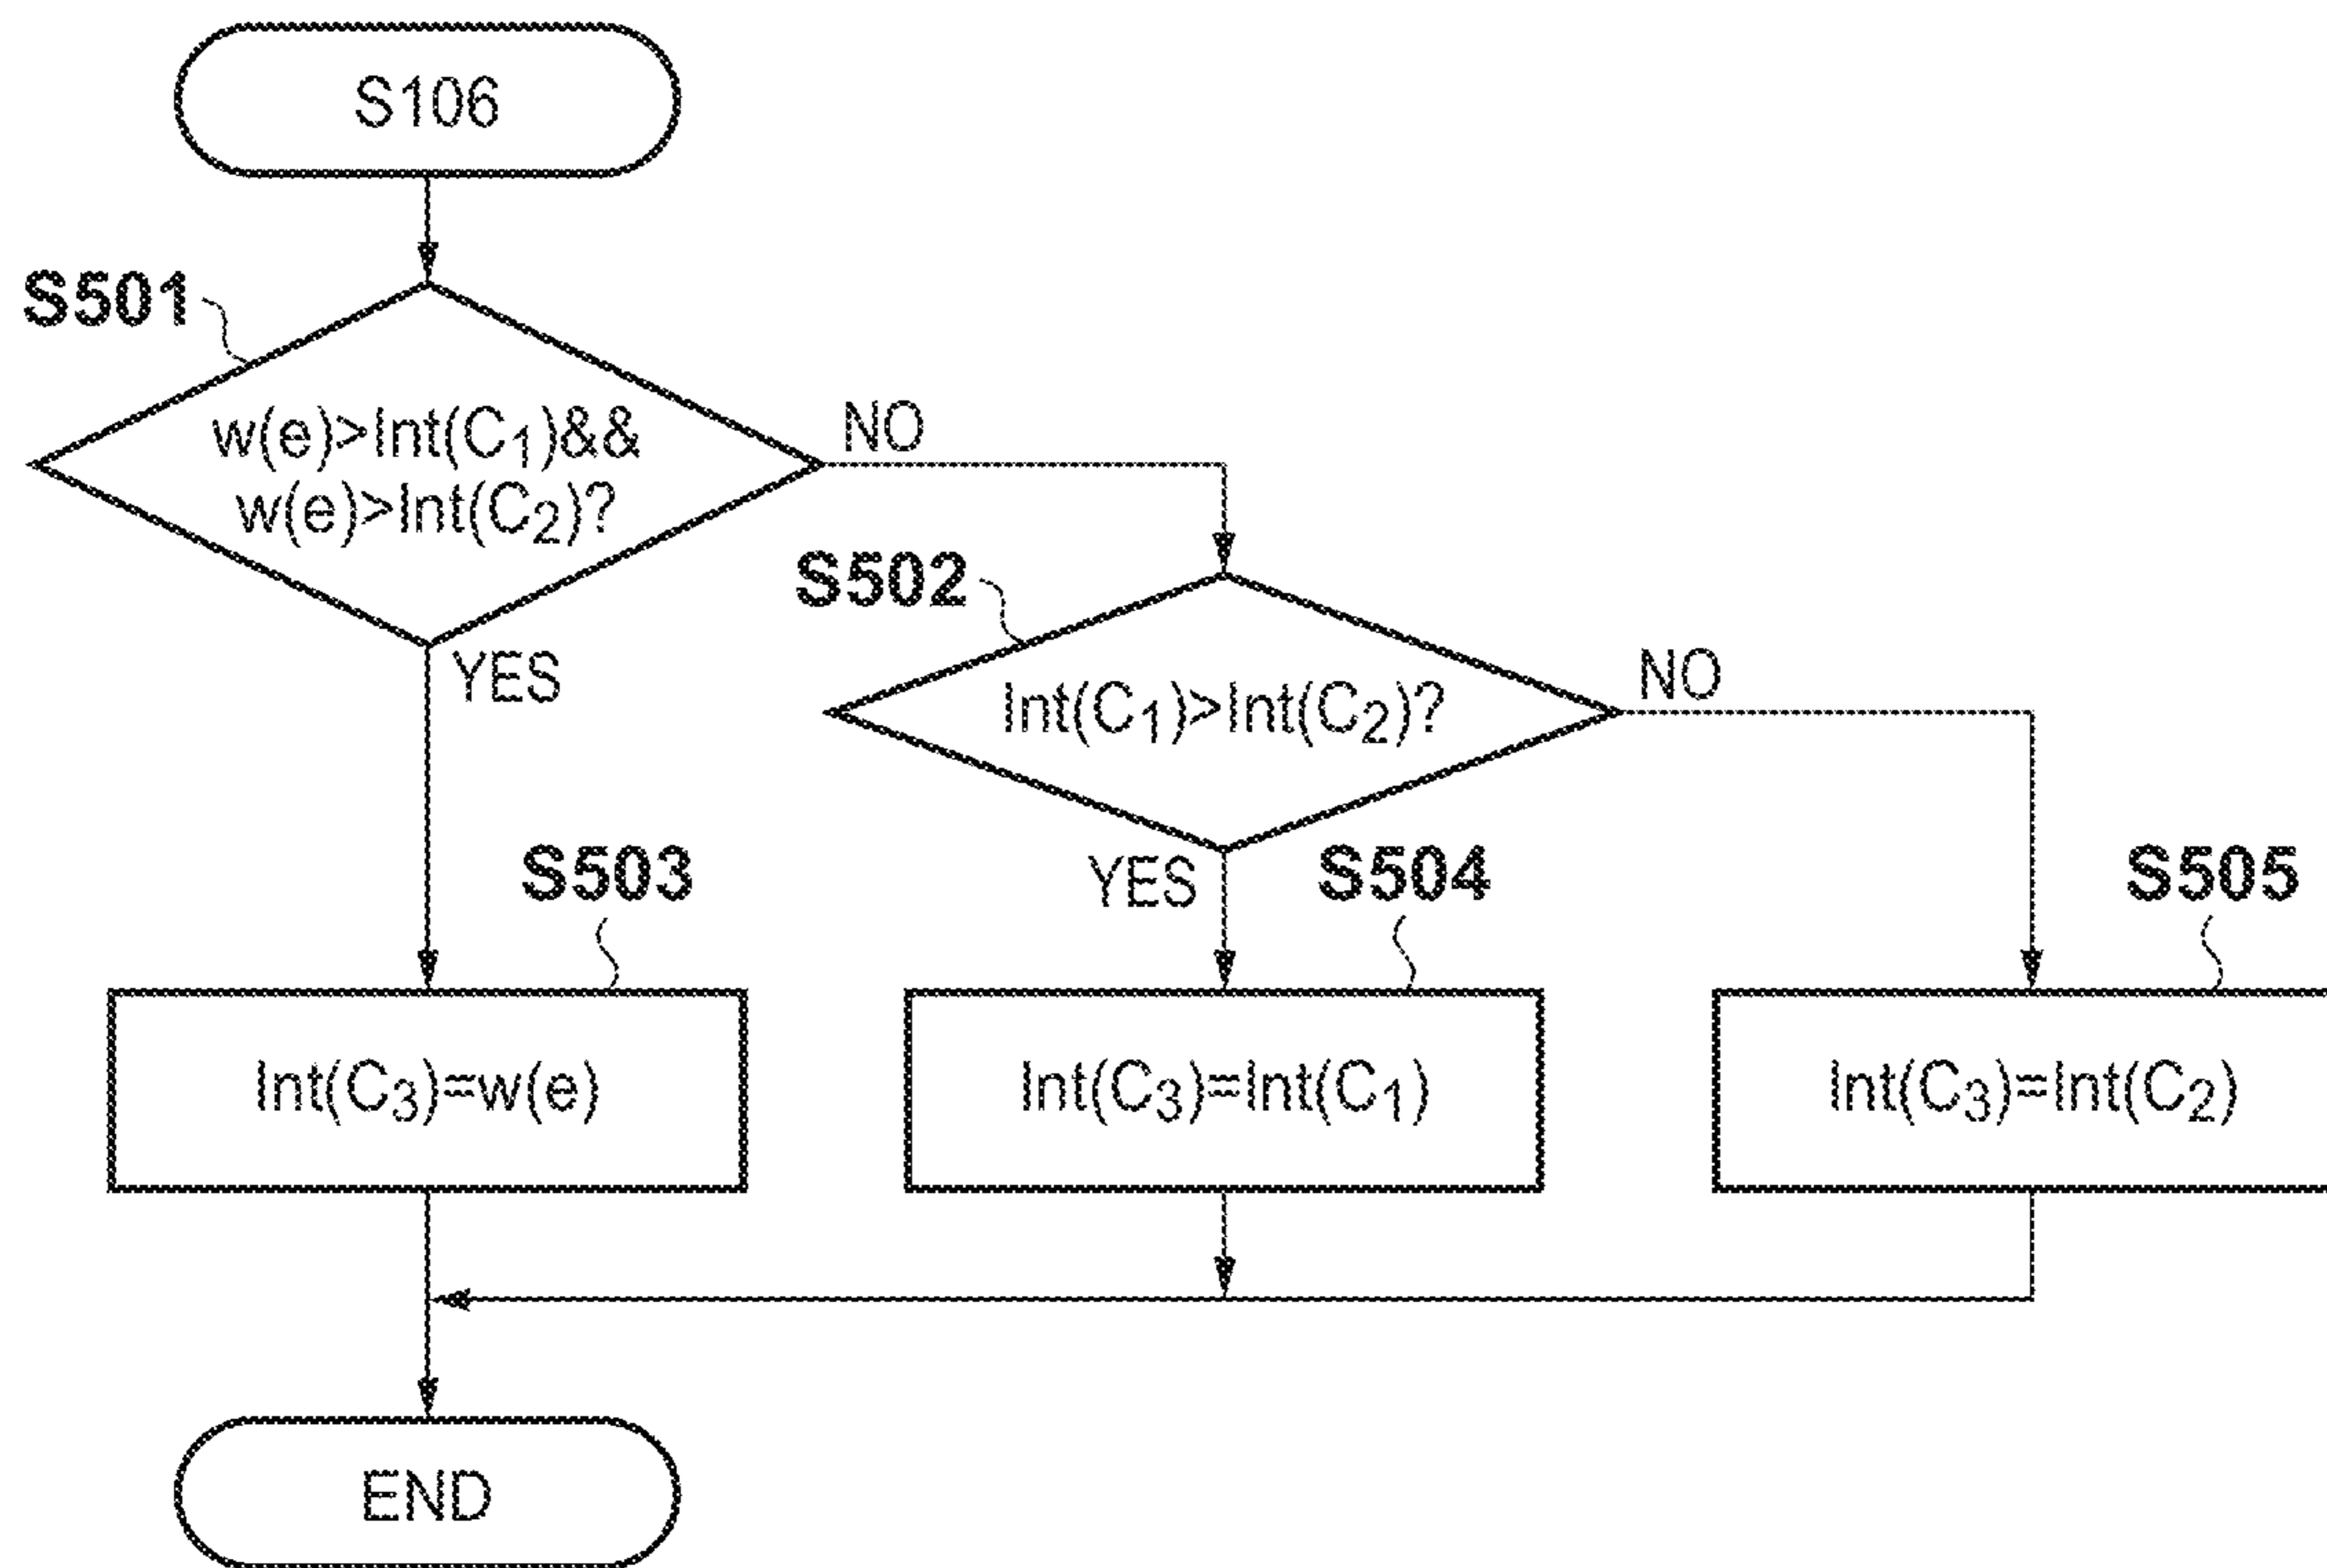 S106
S501
w(e)>Int(C₁)&&
w(e)>Int(C₂)?
NO
YES
S502
Int(C₁)>Int(C₂)?
NO
YES
S503
S504
S505
Int(C₃)=w(e)
Int(C₃)=Int(C₁)
Int(C₃)=Int(C₂)
END